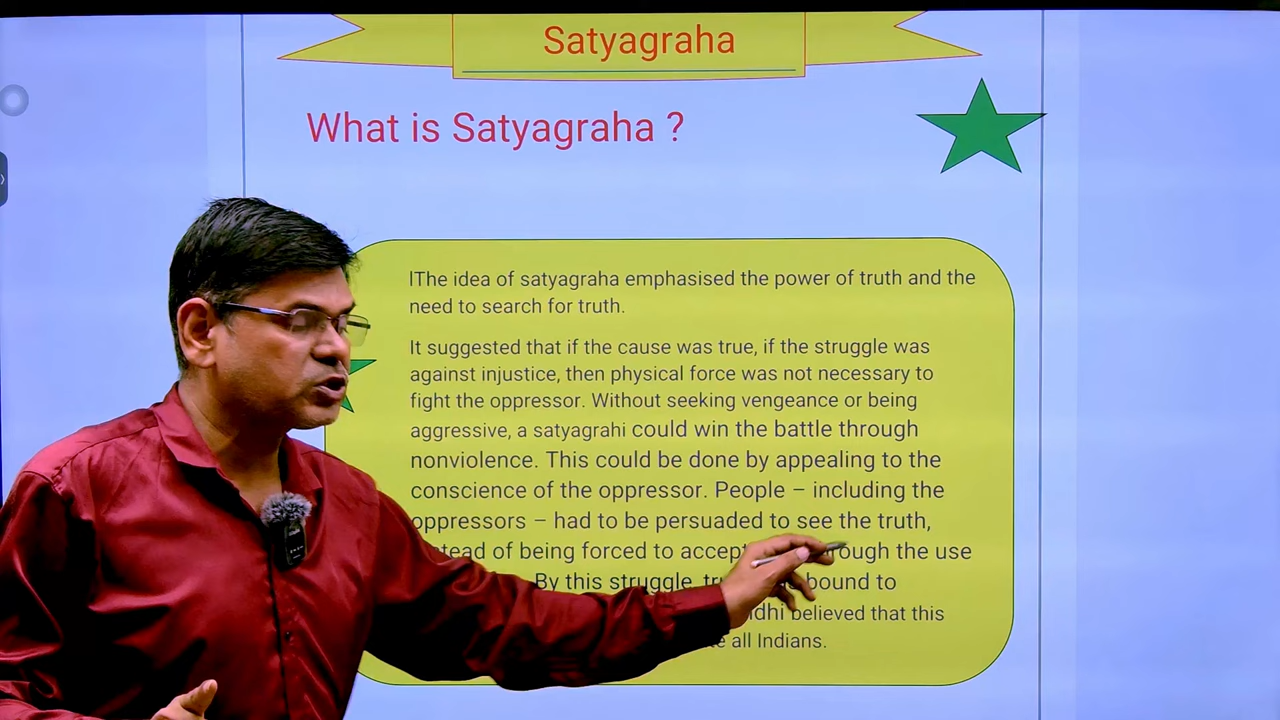 Satyagraha
What is Satyagraha ?
The idea of satyagraha emphasised the power of truth and the
need to search for truth.
It suggested that if the cause was true, if the struggle was
against injustice, then physical force was not necessary to
fight the oppressor. Without seeking vengeance or being
aggressive, a satyagrahi could win the battle through
nonviolence. This could be done by appealing to the
conscience of the oppressor. People – including the
oppressors – had to be persuaded to see the truth,
of being forced to accept the use
By this struggle, bound to
believed that this
all Indians.